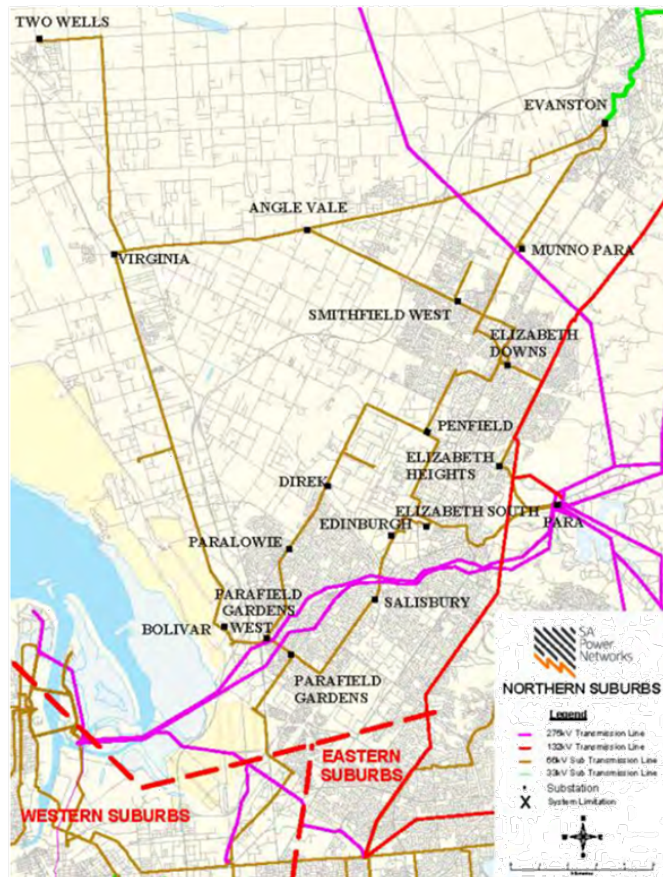 TWO WELLS
EVANSTON
ANGLE VALE
VIRGINIA
MUNNO PARA
SMITHFIELD WEST
ELIZABETH
DOWNS
PENFIELD
ELIZABETH
HEIGHTS
DIREK
ELIZABETH SOUTH
PARA
EDINBURGH
PARALOWIE
PARAFIELD
GARDENS
WEST
BOLIVAR
SALISBURY
PARAFIELD
GARDENS
EASTERN
SUBURBS
WESTERN SUBURBS
SA
Power
Networks
NORTHERN SUBURBS
Legend
275kV Transmission Line
132kV Transmission Line
66kV Sub Transmission Line
33kV Sub Transmission Line
Substation
X System Limitation